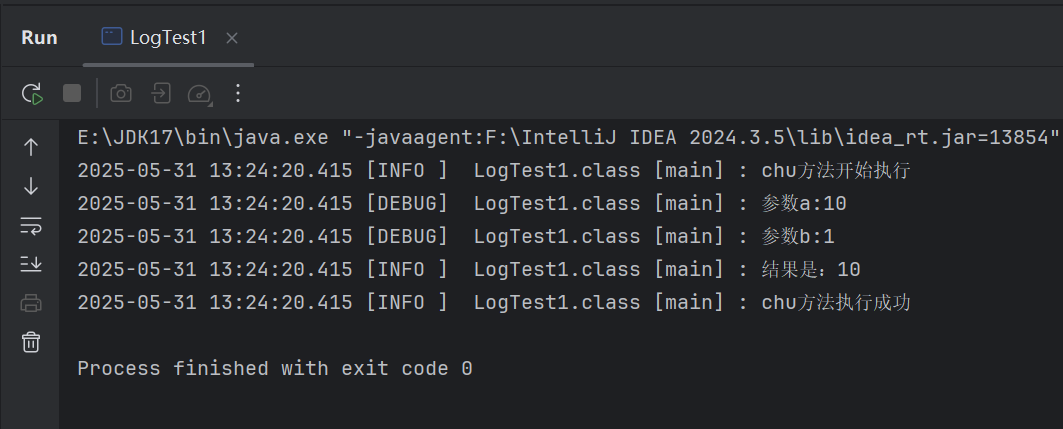 Run LogTest1
E:\JDK17\bin\java.exe "-javaagent:F:\IntelliJ IDEA 2024.3.5\lib\idea_rt.jar=13854"
2025-05-31 13:24:20.415 [INFO ]  LogTest1.class [main] : chu方法开始执行
2025-05-31 13:24:20.415 [DEBUG]  LogTest1.class [main] : 参数a:10
2025-05-31 13:24:20.415 [DEBUG]  LogTest1.class [main] : 参数b:1
2025-05-31 13:24:20.415 [INFO ]  LogTest1.class [main] : 结果是：10
2025-05-31 13:24:20.415 [INFO ]  LogTest1.class [main] : chu方法执行成功
Process finished with exit code 0